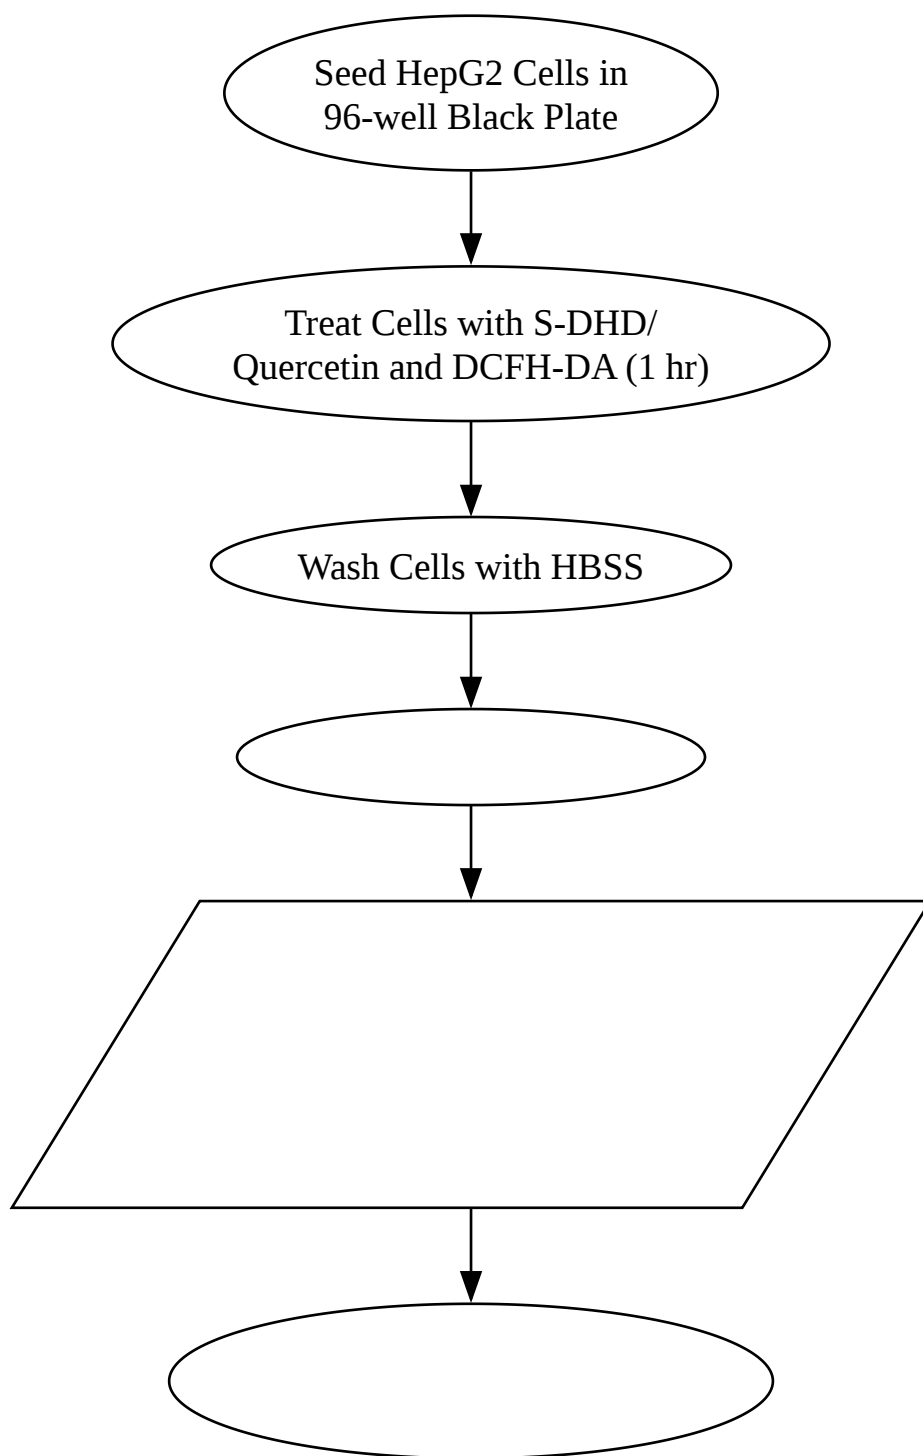 Seed HepG2 Cells in
96-well Black Plate
Treat Cells with S-DHD/
Quercetin and DCFH-DA (1 hr)
Wash Cells with HBSS